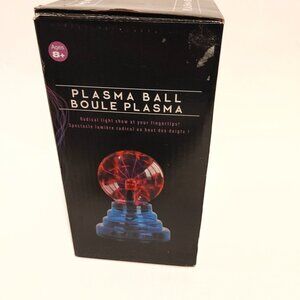 Ages
8+
PLASMA BALL
BOULE PLASMA
Radical light show at your fingertips!
Spectacle lumière radical au bout des doigts !